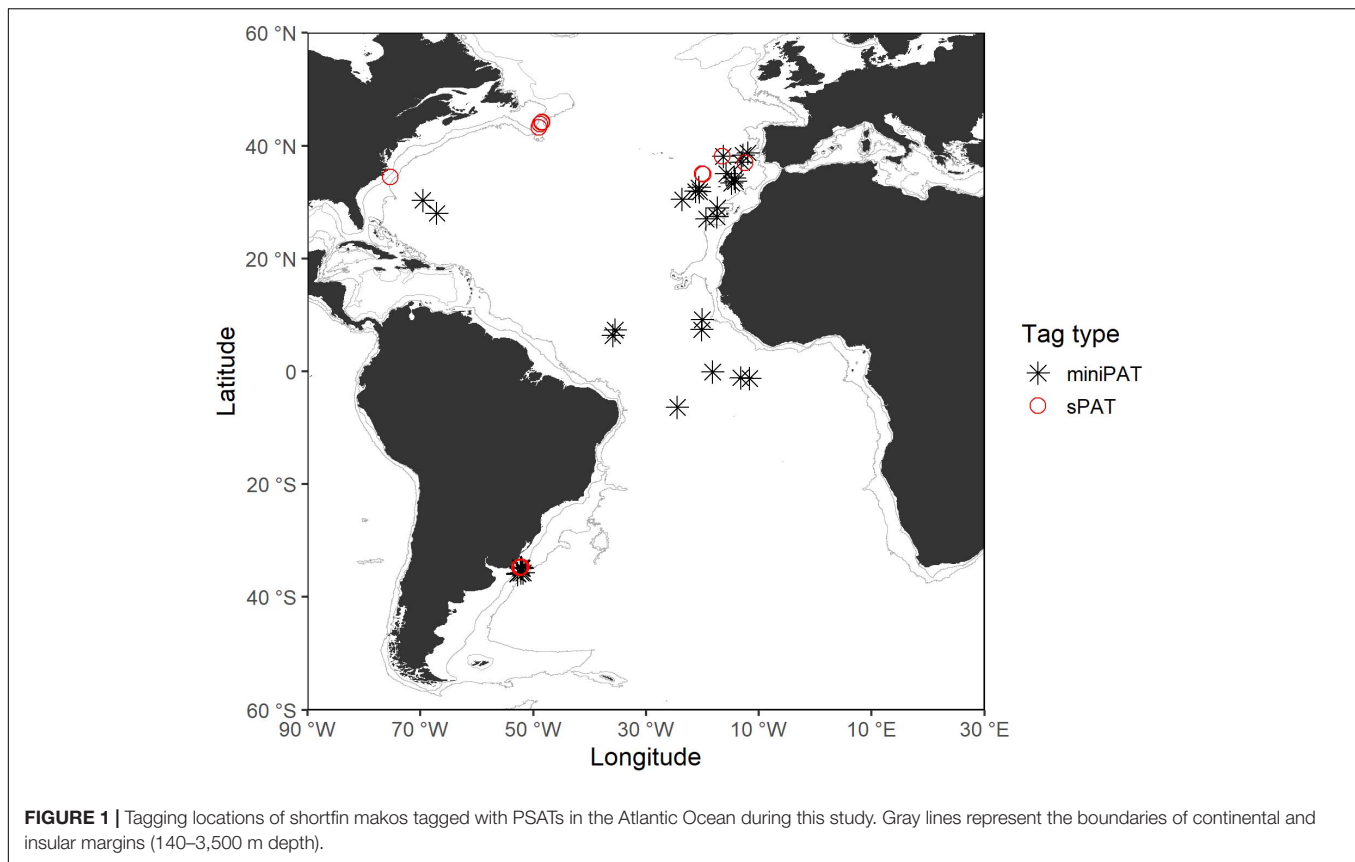 60 °N
40 °N
20 °N
0
20 °S
40 °S
60 °S
Latitude
90 °W 70 °W 50 °W 30 °W 10 °W 10 °E 30 °E
Longitude
Tag type
miniPAT
sPAT
FIGURE 1 | Tagging locations of shortfin makos tagged with PSATs in the Atlantic Ocean during this study. Gray lines represent the boundaries of continental and
insular margins (140–3,500 m depth).